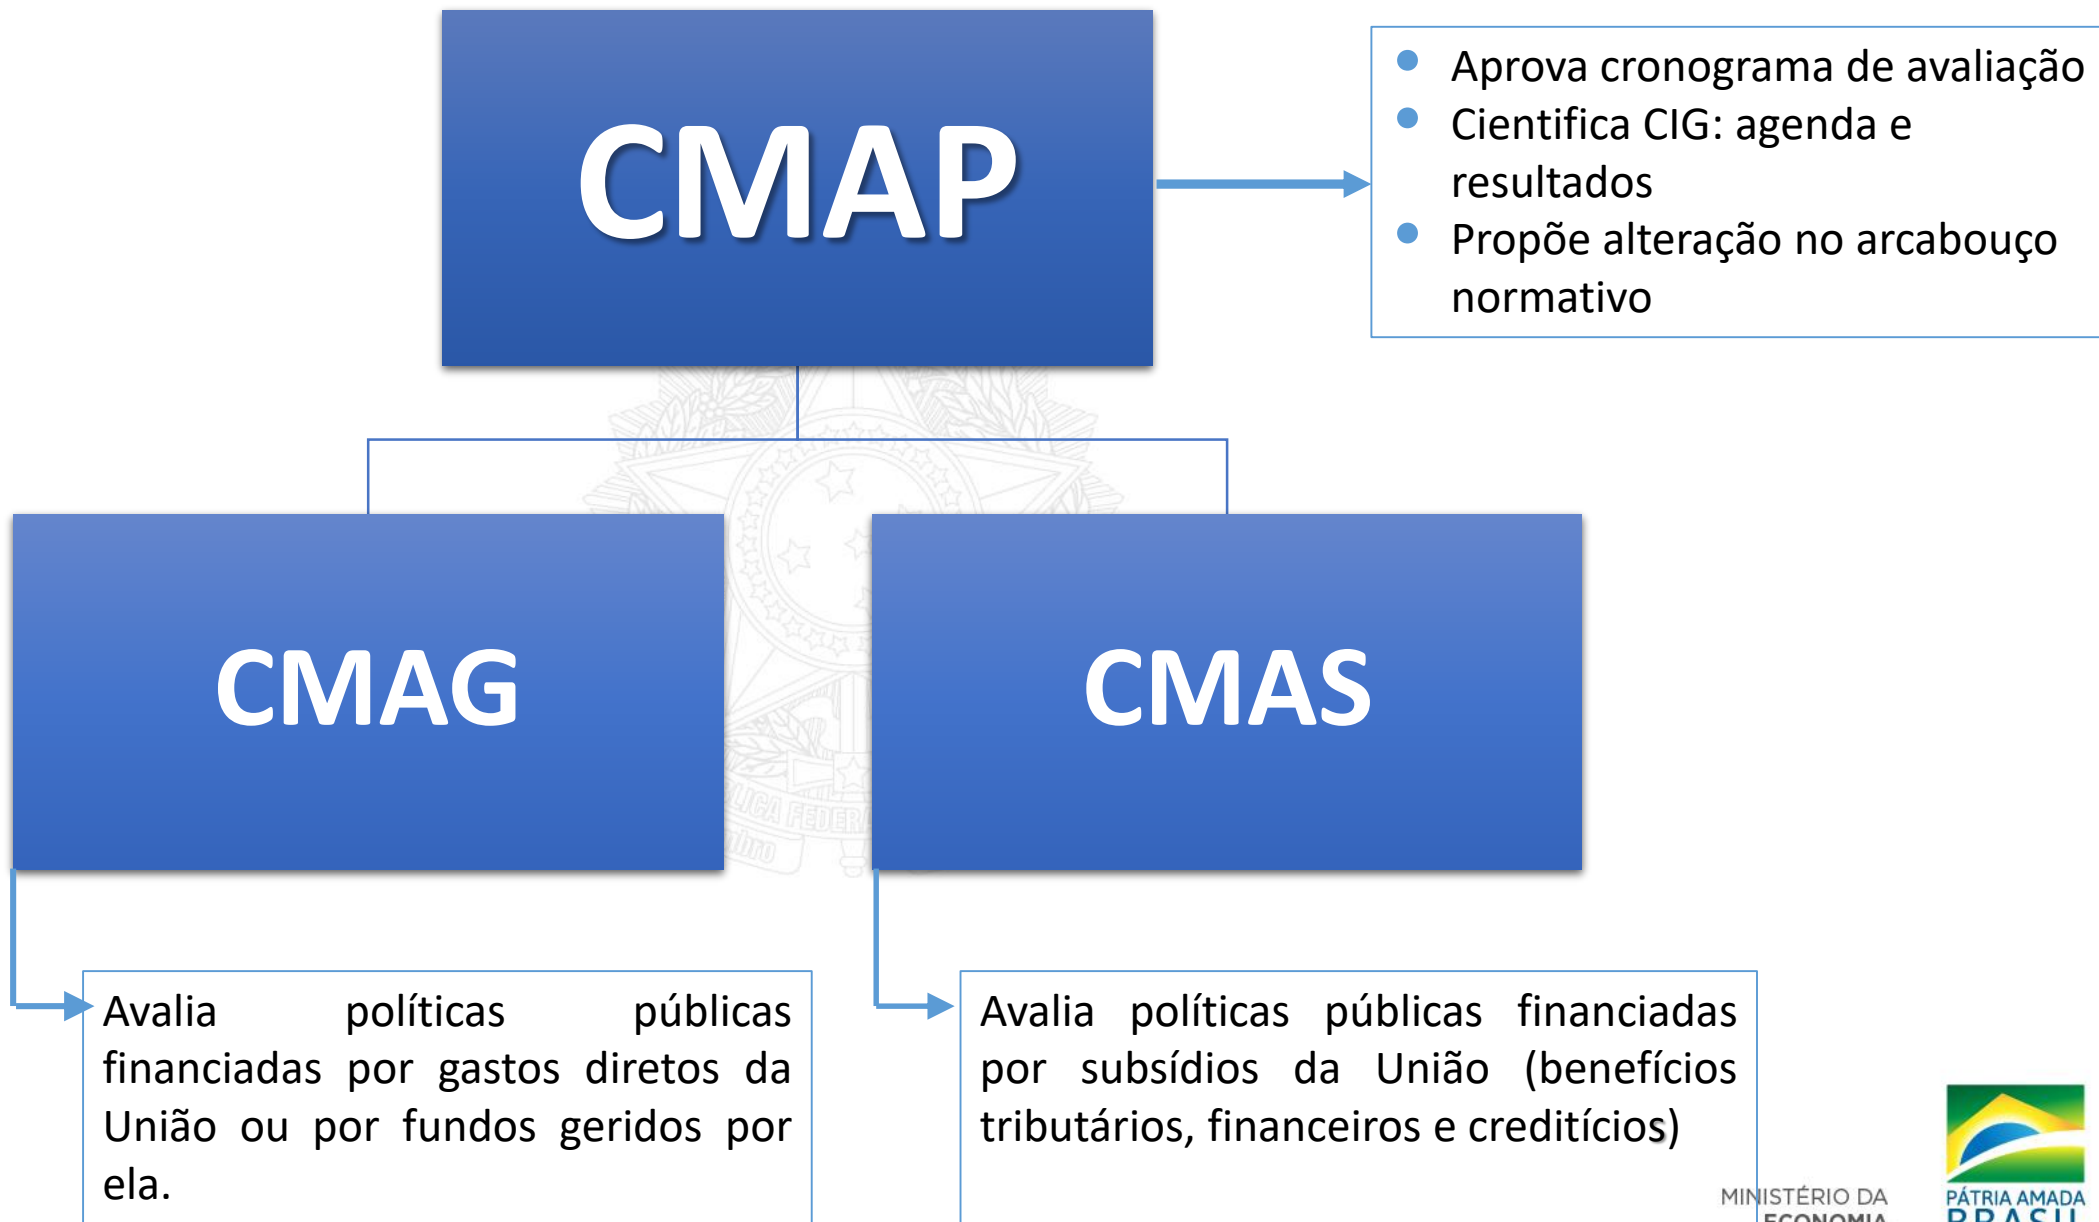 CMAP
Aprova cronograma de avaliação
Cientifica CIG: agenda e
resultados
Propõe alteração no arcabouço
normativo
CMAG
CMAS
Avalia políticas públicas
financiadas por gastos diretos da
União ou por fundos geridos por
ela.
Avalia políticas públicas financiadas
por subsídios da União (benefícios
tributários, financeiros e creditícios)
MINISTÉRIO DA
ECONOMIA
PÁTRIA AMADA
BRASIL